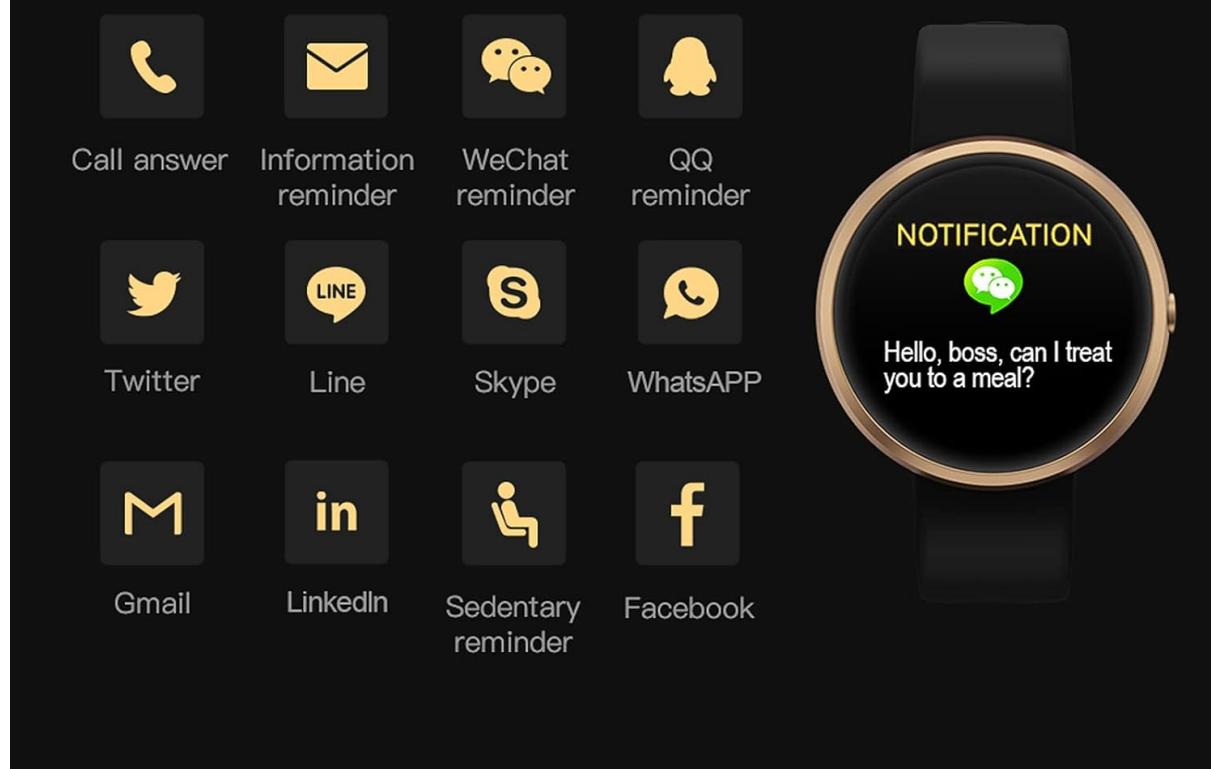 Call answer
Information
reminder
WeChat
reminder
QQ
reminder
Twitter
LINE
Line
S
Skype
WhatsAPP
M
Gmail
in
LinkedIn
Sedentary
reminder
f
Facebook
NOTIFICATION
Hello, boss, can I treat
you to a meal?